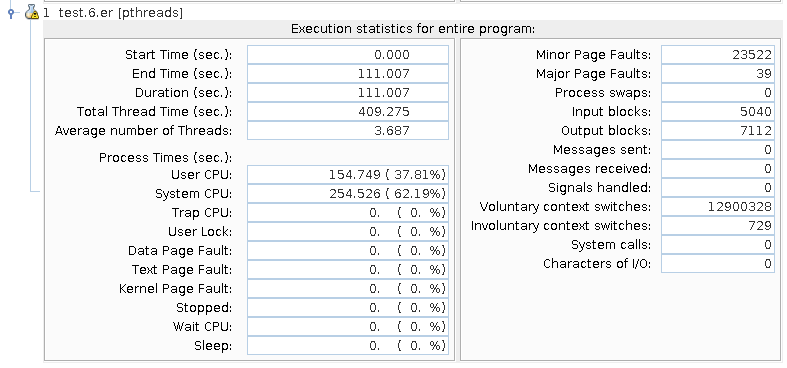 1 test.6.er [pthreads]
Execution statistics for entire program:
Start Time (sec.): 0.000
End Time (sec.): 111.007
Duration (sec.): 111.007
Total Thread Time (sec.): 409.275
Average number of Threads: 3.687
Process Times (sec.):
User CPU: 154.749 ( 37.81%)
System CPU: 254.526 ( 62.19%)
Trap CPU: 0. ( 0. %)
User Lock: 0. ( 0. %)
Data Page Fault: 0. ( 0. %)
Text Page Fault: 0. ( 0. %)
Kernel Page Fault: 0. ( 0. %)
Stopped: 0. ( 0. %)
Wait CPU: 0. ( 0. %)
Sleep: 0. ( 0. %)
Minor Page Faults: 23522
Major Page Faults: 39
Process swaps: 0
Input blocks: 5040
Output blocks: 7112
Messages sent: 0
Messages received: 0
Signals handled: 0
Voluntary context switches: 12900328
Involuntary context switches: 729
System calls: 0
Characters of I/O: 0